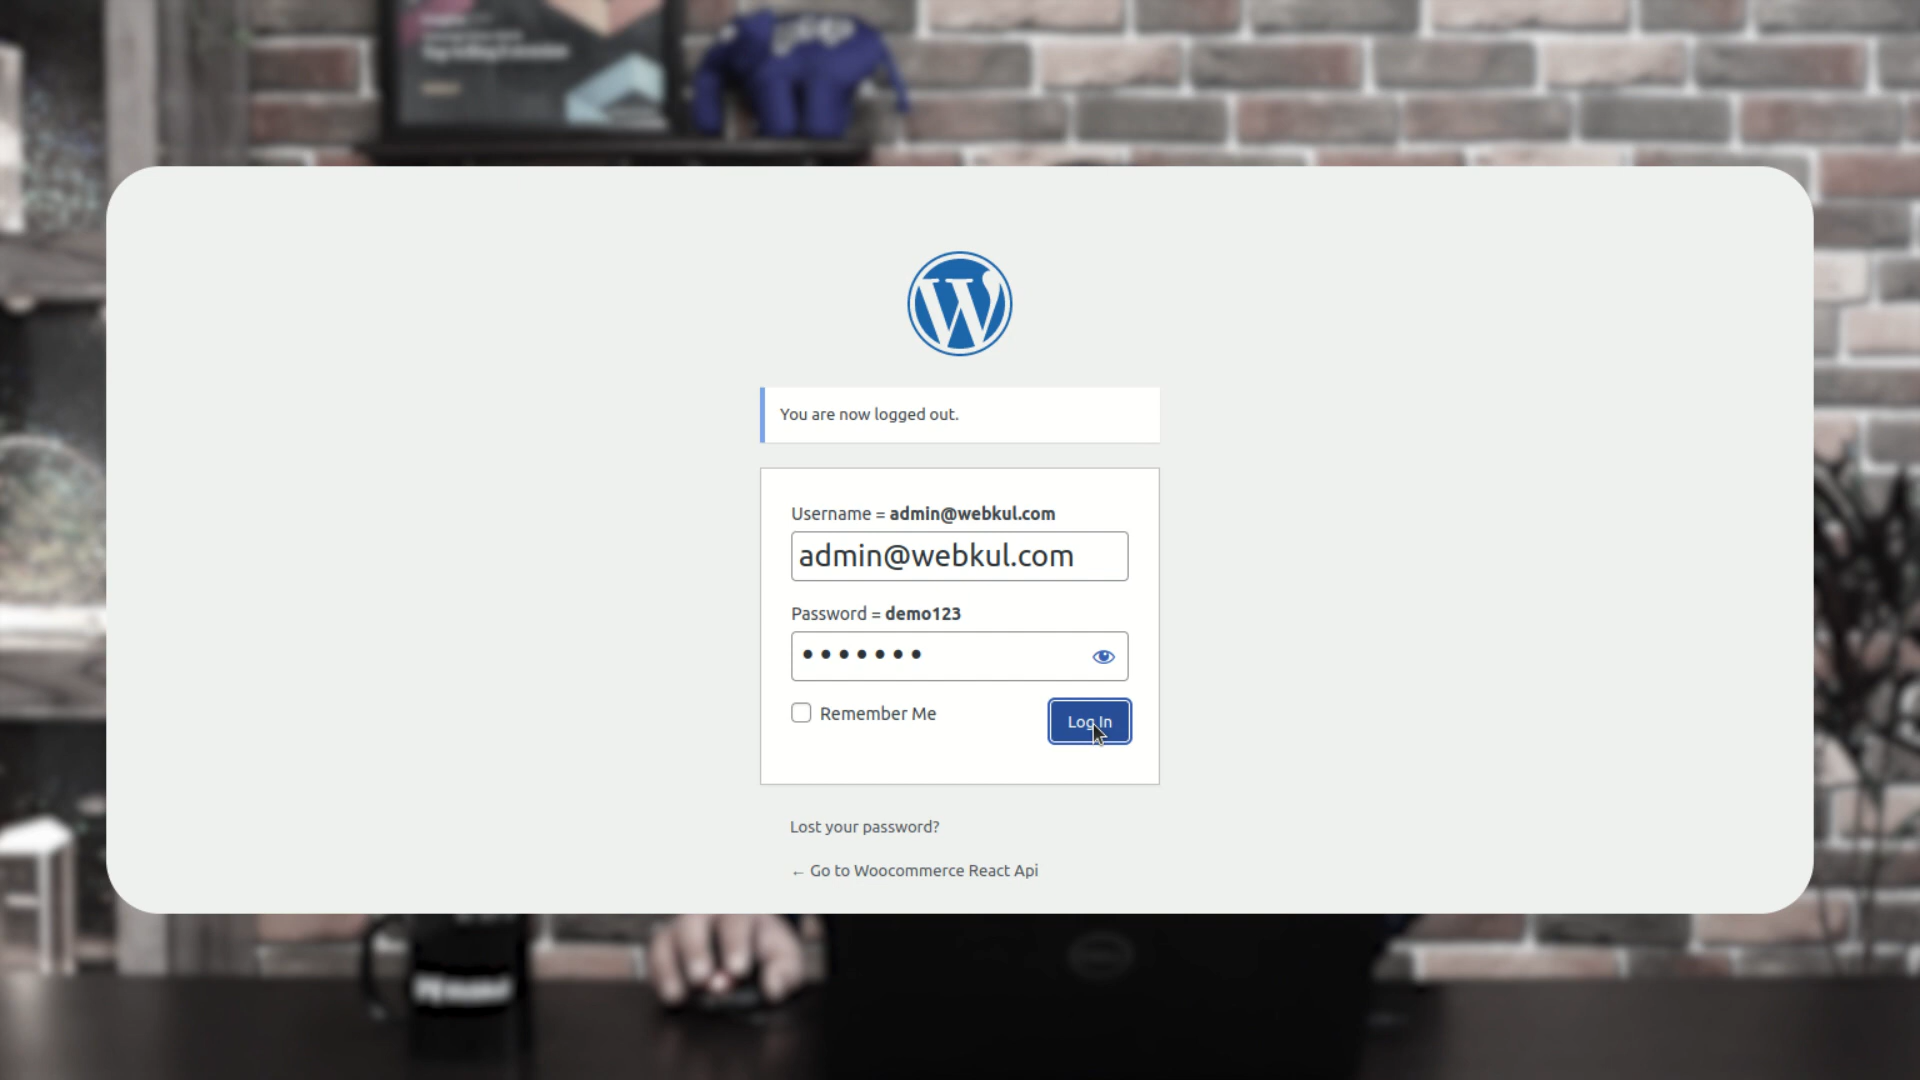 You are now logged out.
Username = admin@webkul.com
admin@webkul.com
Password = demo123
Remember Me
Log In
Lost your password?
← Go to Woocommerce React Api